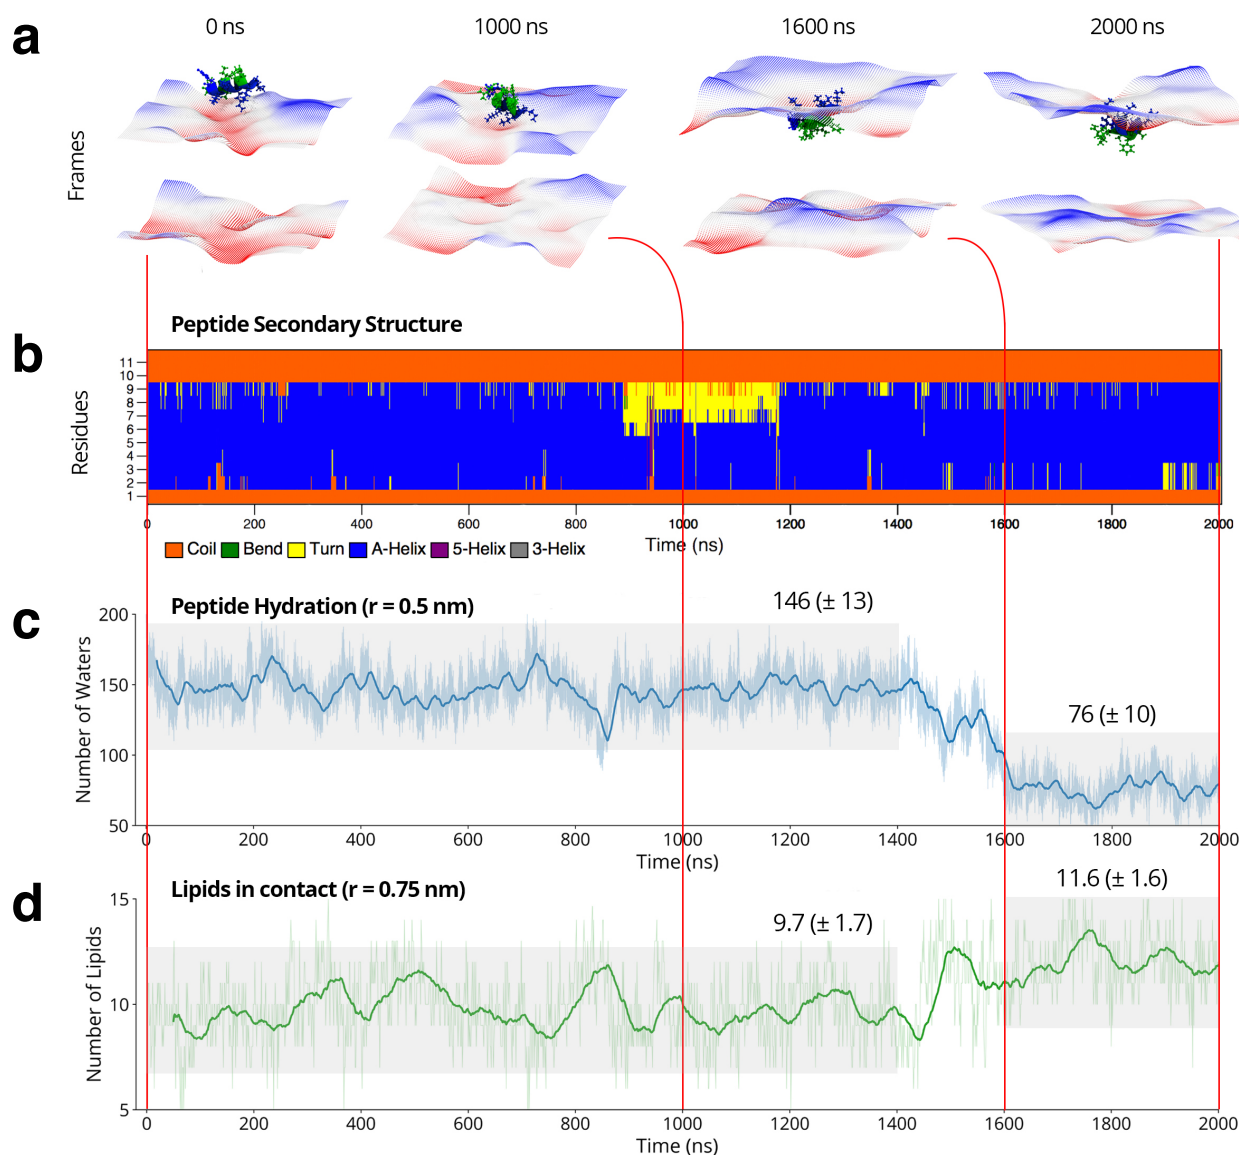 a
0 ns
1000 ns
1600 ns
2000 ns
Frames
b
Peptide Secondary Structure
Residues
11
10
9
8
7
6
5
4
3
2
1
0 200 400 600 800 1000 1200 1400 1600 1800 2000
Time (ns)
Coil Bend Turn A-Helix 5-Helix 3-Helix
c
Peptide Hydration (r = 0.5 nm)
146 (± 13)
76 (± 10)
Number of Waters
200
150
100
50
0 200 400 600 800 1000 1200 1400 1600 1800 2000
Time (ns)
d
Lipids in contact (r = 0.75 nm)
9.7 (± 1.7)
11.6 (± 1.6)
Number of Lipids
15
10
5
0 200 400 600 800 1000 1200 1400 1600 1800 2000
Time (ns)